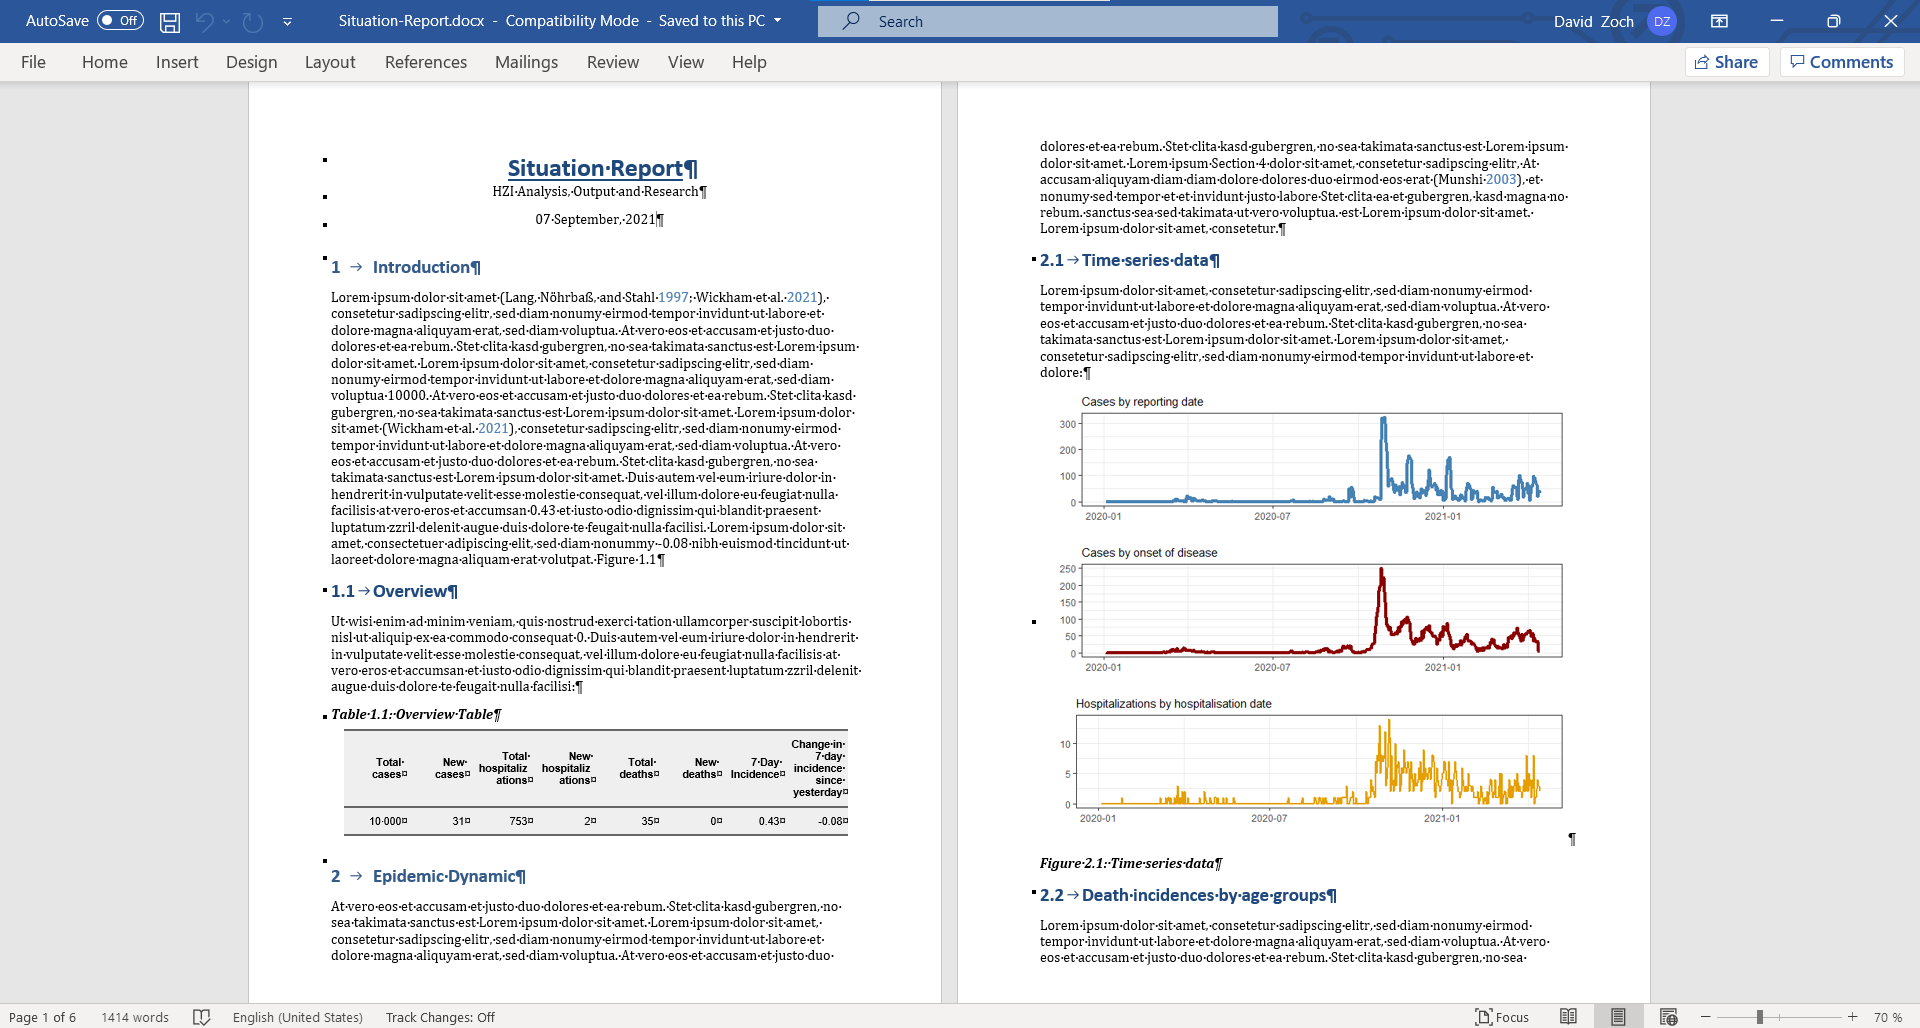 AutoSave Off Situation-Report.docx - Compatibility Mode - Saved to this PC Search David Zoch DZ
File Home Insert Design Layout References Mailings Review View Help Share Comments
Situation·Report¶
HZI·Analysis,·Output·and·Research¶
07·September,·2021¶
1 → Introduction¶
Lorem·ipsum·dolor·sit·amet·(Lang,·Nöhrbaß,·and·Stahl·1997;·Wickham·et·al.·2021),·
consetetur·sadipscing·elitr,·sed·diam·nonumy·eirmod·tempor·invidunt·ut·labore·et·
dolore·magna·aliquyam·erat,·sed·diam·voluptua.·At·vero·eos·et·accusam·et·justo·duo·
dolores·et·ea·rebum.·Stet·clita·kasd·gubergren,·no·sea·takimata·sanctus·est·Lorem·ipsum·
dolor·sit·amet.·Lorem·ipsum·dolor·sit·amet,·consetetur·sadipscing·elitr,·sed·diam·
nonumy·eirmod·tempor·invidunt·ut·labore·et·dolore·magna·aliquyam·erat,·sed·diam·
voluptua·10000.·At·vero·eos·et·accusam·et·justo·duo·dolores·et·ea·rebum.·Stet·clita·kasd·
gubergren,·no·sea·takimata·sanctus·est·Lorem·ipsum·dolor·sit·amet.·Lorem·ipsum·dolor·
sit·amet·(Wickham·et·al.·2021),·consetetur·sadipscing·elitr,·sed·diam·nonumy·eirmod·
tempor·invidunt·ut·labore·et·dolore·magna·aliquyam·erat,·sed·diam·voluptua.·At·vero·
eos·et·accusam·et·justo·duo·dolores·et·ea·rebum.·Stet·clita·kasd·gubergren,·no·sea·
takimata·sanctus·est·Lorem·ipsum·dolor·sit·amet.·Duis·autem·vel·eum·iriure·dolor·in·
hendrerit·in·vulputate·velit·esse·molestie·consequat,·vel·illum·dolore·eu·feugiat·nulla·
facilisis·at·vero·eros·et·accumsan·0.43·et·iusto·odio·dignissim·qui·blandit·praesent·
luptatum·zzril·delenit·augue·duis·dolore·te·feugait·nulla·facilisi.·Lorem·ipsum·dolor·sit·
amet,·consectetuer·adipiscing·elit,·sed·diam·nonummy·-0.08·nibh·euismod·tincidunt·ut·
laoreet·dolore·magna·aliquam·erat·volutpat.·Figure·1.1¶
1.1→Overview¶
Ut·wisi·enim·ad·minim·veniam,·quis·nostrud·exerci·tation·ullamcorper·suscipit·lobortis·
nisl·ut·aliquip·ex·ea·commodo·consequat·0.·Duis·autem·vel·eum·iriure·dolor·in·hendrerit·
in·vulputate·velit·esse·molestie·consequat,·vel·illum·dolore·eu·feugiat·nulla·facilisis·at·
vero·eros·et·accumsan·et·iusto·odio·dignissim·qui·blandit·praesent·luptatum·zzril·delenit·
augue·duis·dolore·te·feugait·nulla·facilisi:¶
Table·1.1:·Overview·Table¶
Total· cases¤ New· cases¤ Total· hospitaliz ations¤ New· hospitaliz ations¤ Total· deaths¤ New· deaths¤ 7·Day· Incidence¤ Change·in· 7·day· incidence· since· yesterday¤
10·000¤ 31¤ 753¤ 2¤ 35¤ 0¤ 0.43¤ -0.08¤
2 → Epidemic·Dynamic¶
At·vero·eos·et·accusam·et·justo·duo·dolores·et·ea·rebum.·Stet·clita·kasd·gubergren,·no·
sea·takimata·sanctus·est·Lorem·ipsum·dolor·sit·amet.·Lorem·ipsum·dolor·sit·amet,·
consetetur·sadipscing·elitr,·sed·diam·nonumy·eirmod·tempor·invidunt·ut·labore·et·
dolore·magna·aliquyam·erat,·sed·diam·voluptua.·At·vero·eos·et·accusam·et·justo·duo·
dolores·et·ea·rebum.·Stet·clita·kasd·gubergren,·no·sea·takimata·sanctus·est·Lorem·ipsum·
dolor·sit·amet.·Lorem·ipsum·Section·4·dolor·sit·amet,·consetetur·sadipscing·elitr,·At·
accusam·aliquyam·diam·diam·dolore·dolores·duo·eirmod·eos·erat·(Munshi·2003),·et·
nonumy·sed·tempor·et·et·invidunt·justo·labore·Stet·clita·ea·et·gubergren,·kasd·magna·no·
rebum.·sanctus·sea·sed·takimata·ut·vero·voluptua.·est·Lorem·ipsum·dolor·sit·amet.·
Lorem·ipsum·dolor·sit·amet,·consetetur.¶
2.1→Time·series·data¶
Lorem·ipsum·dolor·sit·amet,·consetetur·sadipscing·elitr,·sed·diam·nonumy·eirmod·
tempor·invidunt·ut·labore·et·dolore·magna·aliquyam·erat,·sed·diam·voluptua.·At·vero·
eos·et·accusam·et·justo·duo·dolores·et·ea·rebum.·Stet·clita·kasd·gubergren,·no·sea·
takimata·sanctus·est·Lorem·ipsum·dolor·sit·amet.·Lorem·ipsum·dolor·sit·amet,·
consetetur·sadipscing·elitr,·sed·diam·nonumy·eirmod·tempor·invidunt·ut·labore·et·
dolore:¶
Cases by reporting date
300
200
100
0
2020-01 2020-07 2021-01
Cases by onset of disease
250
200
150
100
50
0
2020-01 2020-07 2021-01
Hospitalizations by hospitalisation date
10
5
0
2020-01 2020-07 2021-01
¶
Figure·2.1:·Time·series·data¶
2.2→Death·incidences·by·age·groups¶
Lorem·ipsum·dolor·sit·amet,·consetetur·sadipscing·elitr,·sed·diam·nonumy·eirmod·
tempor·invidunt·ut·labore·et·dolore·magna·aliquyam·erat,·sed·diam·voluptua.·At·vero·
eos·et·accusam·et·justo·duo·dolores·et·ea·rebum.·Stet·clita·kasd·gubergren,·no·sea·
Page 1 of 6 1414 words English (United States) Track Changes: Off Focus 70 %